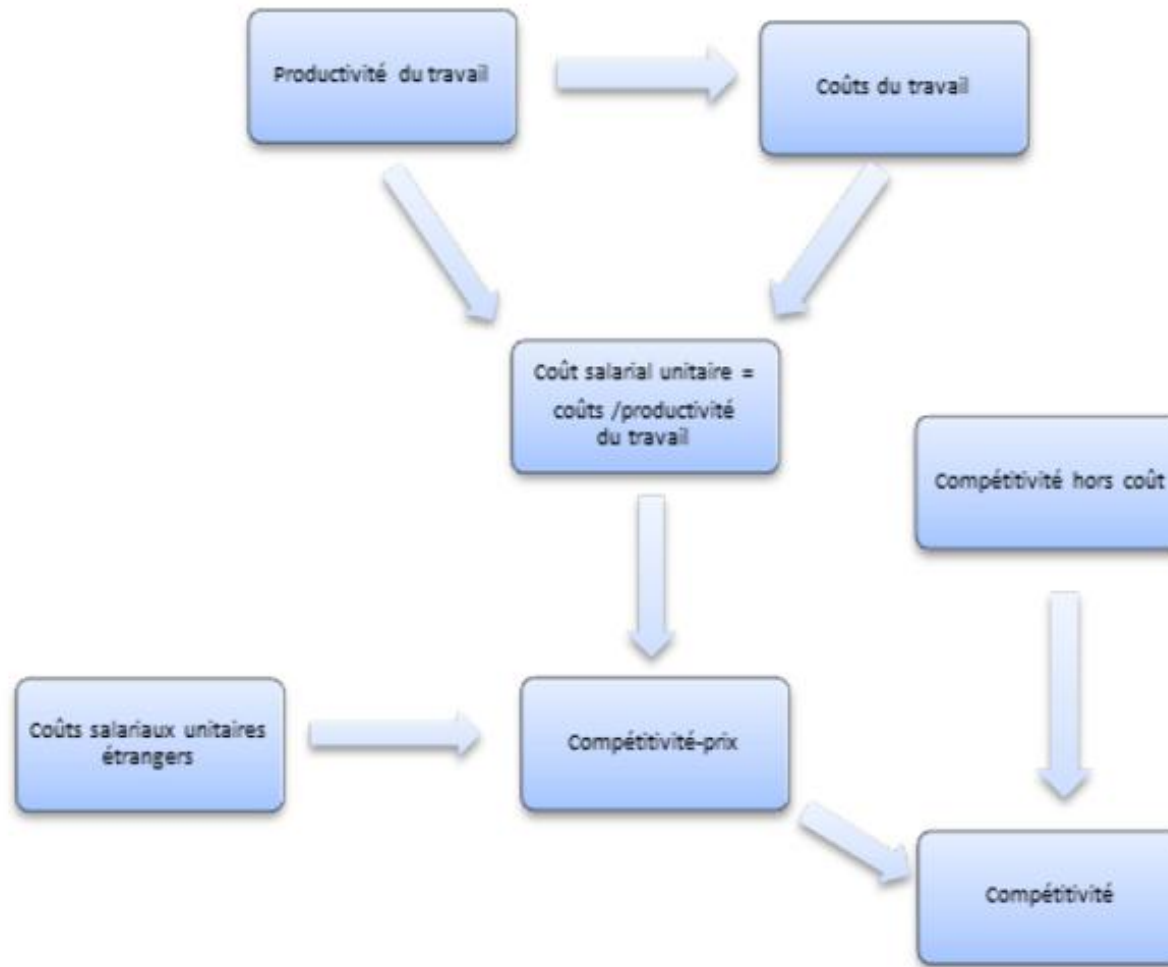 Productivité du travail
Coûts du travail
Coût salarial unitaire =
coûts /productivité
du travail
Compétitivité hors coût
Coûts salariaux unitaires
étrangers
Compétitivité-prix
Compétitivité